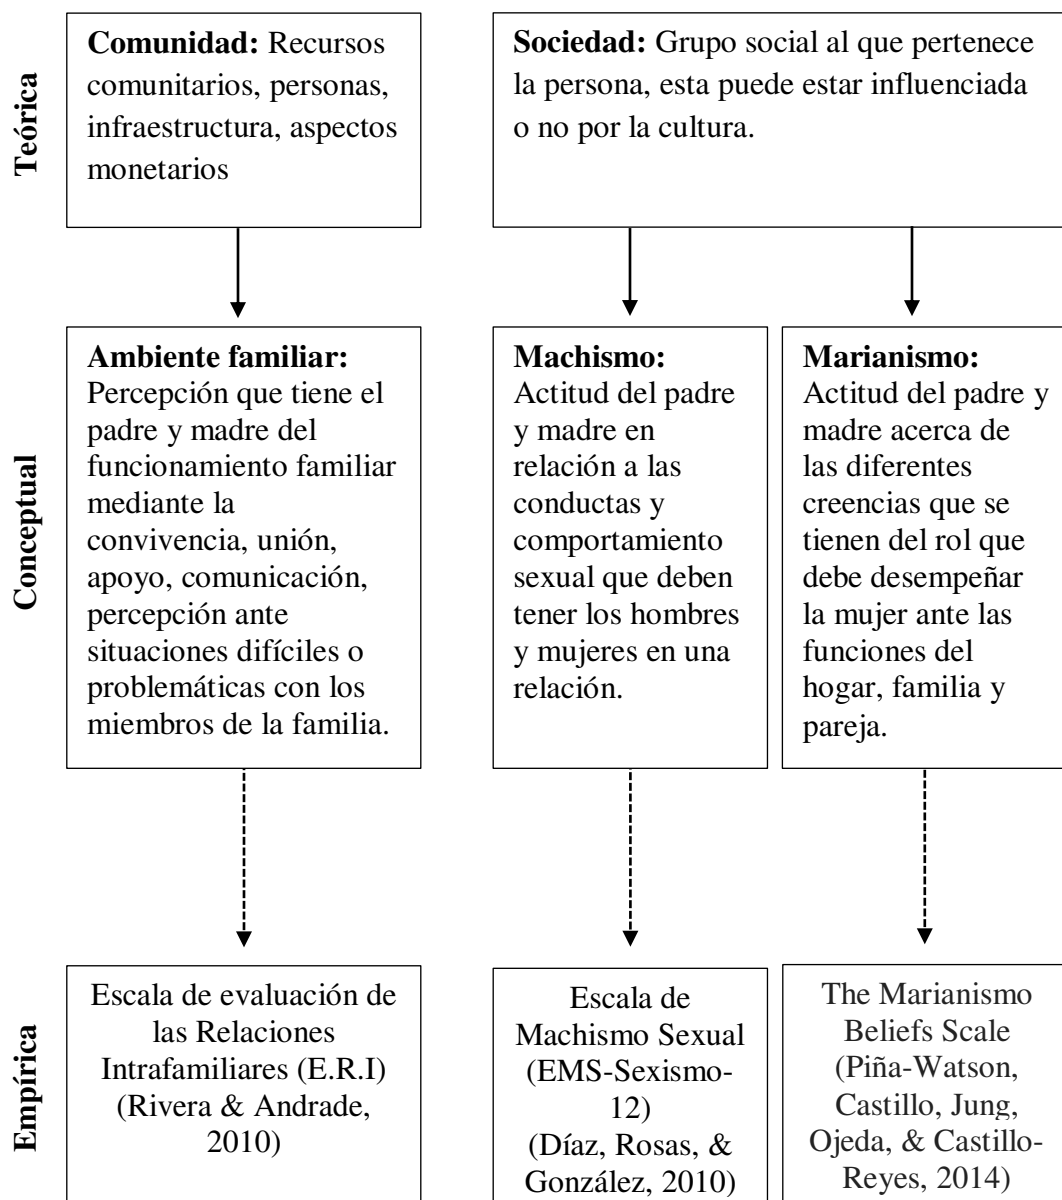 Teórica
Comunidad: Recursos
comunitarios, personas,
infraestructura, aspectos
monetarios
Sociedad: Grupo social al que pertenece
la persona, esta puede estar influenciada
o no por la cultura.
Conceptual
Ambiente familiar:
Percepción que tiene el
padre y madre del
funcionamiento familiar
mediante la
convivencia, unión,
apoyo, comunicación,
percepción ante
situaciones difíciles o
problemáticas con los
miembros de la familia.
Machismo:
Actitud del padre
y madre en
relación a las
conductas y
comportamiento
sexual que deben
tener los hombres
y mujeres en una
relación.
Marianismo:
Actitud del padre y
madre acerca de
las diferentes
creencias que se
tienen del rol que
debe desempeñar
la mujer ante las
funciones del
hogar, familia y
pareja.
Empírica
Escala de evaluación de
las Relaciones
Intrafamiliares (E.R.I)
(Rivera & Andrade,
2010)
Escala de
Machismo Sexual
(EMS-Sexismo-
12)
(Díaz, Rosas, &
González, 2010)
The Marianismo
Beliefs Scale
(Piña-Watson,
Castillo, Jung,
Ojeda, & Castillo-
Reyes, 2014)